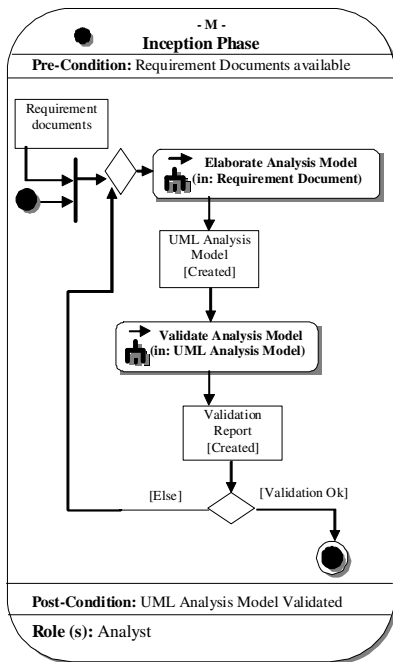 - M -
Inception Phase
Pre-Condition: Requirement Documents available
Requirement
documents
Elaborate Analysis Model
(in: Requirement Document)
UML Analysis
Model
[Created]
Validate Analysis Model
(in: UML Analysis Model)
Validation
Report
[Created]
[Else]
[Validation Ok]
Post-Condition: UML Analysis Model Validated
Role (s): Analyst